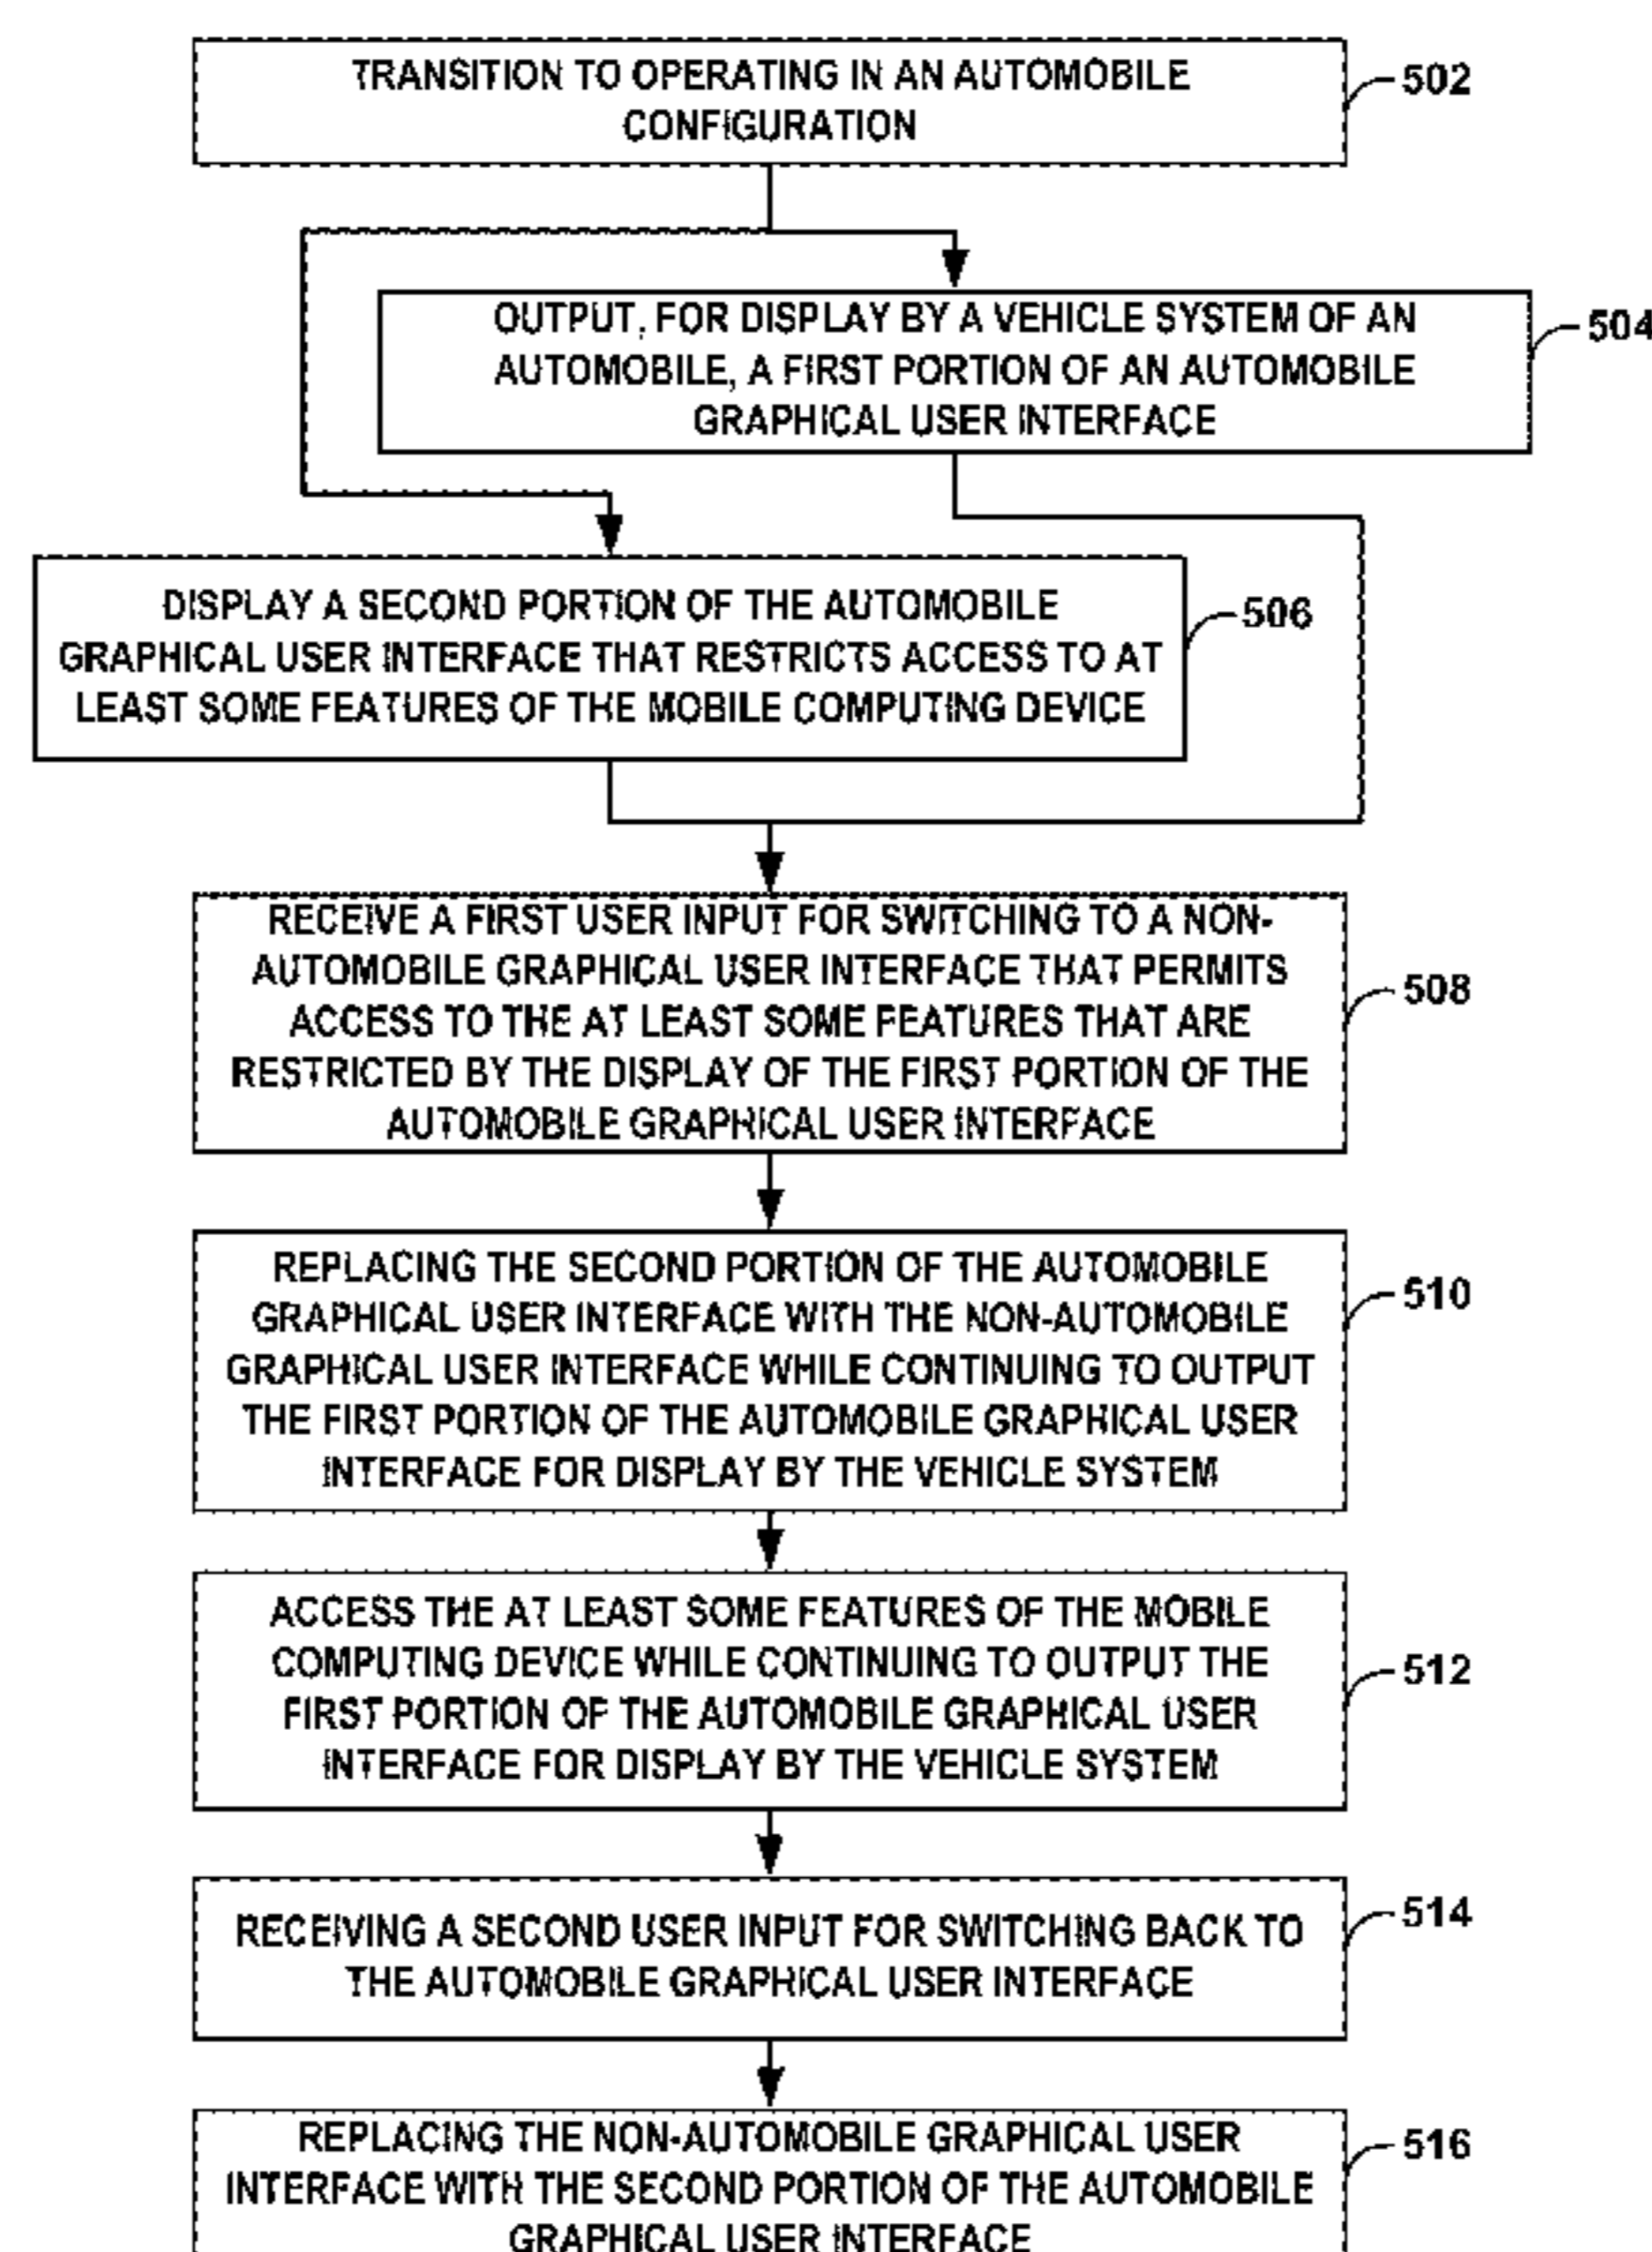 TRANSITION TO OPERATING IN AN AUTOMOBILE
CONFIGURATION
502
OUTPUT, FOR DISPLAY BY A VEHICLE SYSTEM OF AN
AUTOMOBILE, A FIRST PORTION OF AN AUTOMOBILE
GRAPHICAL USER INTERFACE
504
DISPLAY A SECOND PORTION OF THE AUTOMOBILE
GRAPHICAL USER INTERFACE THAT RESTRICTS ACCESS TO AT
LEAST SOME FEATURES OF THE MOBILE COMPUTING DEVICE
506
RECEIVE A FIRST USER INPUT FOR SWITCHING TO A NON-
AUTOMOBILE GRAPHICAL USER INTERFACE THAT PERMITS
ACCESS TO THE AT LEAST SOME FEATURES THAT ARE
RESTRICTED BY THE DISPLAY OF THE FIRST PORTION OF THE
AUTOMOBILE GRAPHICAL USER INTERFACE
508
REPLACING THE SECOND PORTION OF THE AUTOMOBILE
GRAPHICAL USER INTERFACE WITH THE NON-AUTOMOBILE
GRAPHICAL USER INTERFACE WHILE CONTINUING TO OUTPUT
THE FIRST PORTION OF THE AUTOMOBILE GRAPHICAL USER
INTERFACE FOR DISPLAY BY THE VEHICLE SYSTEM
510
ACCESS THE AT LEAST SOME FEATURES OF THE MOBILE
COMPUTING DEVICE WHILE CONTINUING TO OUTPUT THE
FIRST PORTION OF THE AUTOMOBILE GRAPHICAL USER
INTERFACE FOR DISPLAY BY THE VEHICLE SYSTEM
512
RECEIVING A SECOND USER INPUT FOR SWITCHING BACK TO
THE AUTOMOBILE GRAPHICAL USER INTERFACE
514
REPLACING THE NON-AUTOMOBILE GRAPHICAL USER
INTERFACE WITH THE SECOND PORTION OF THE AUTOMOBILE
GRAPHICAL USER INTERFACE
516